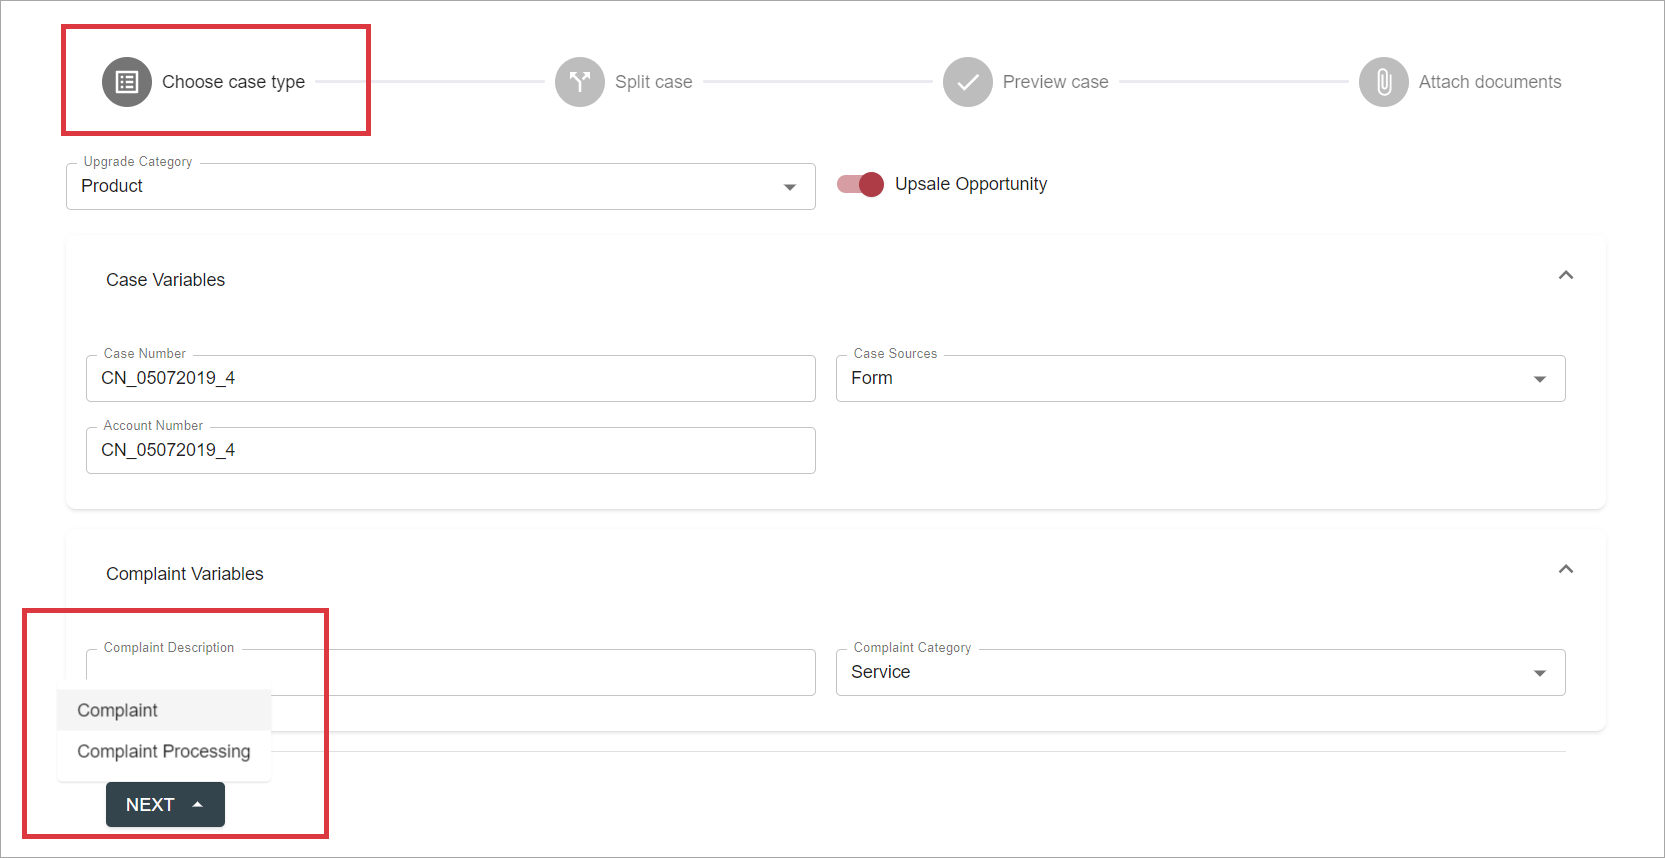 Choose case type
Split case
Preview case
Attach documents
Upgrade Category
Product
Upsale Opportunity
Case Variables
Case Number
CN_05072019_4
Case Sources
Form
Account Number
CN_05072019_4
Complaint Variables
Complaint Description
Complaint Category
Service
Complaint
Complaint Processing
NEXT